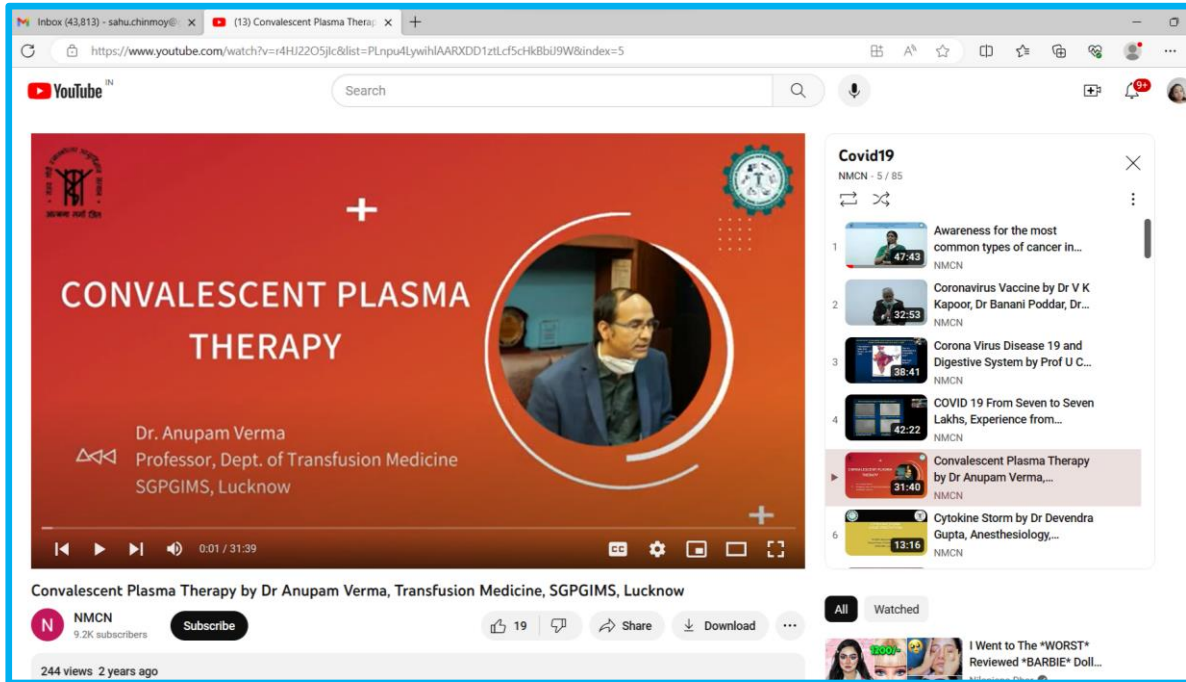 Inbox (43,813) - sahu.chinmoy@
(13) Convalescent Plasma Therap
https://www.youtube.com/watch?v=r4HJ22O5jlc&list=PLnpu4LywihlAARXDD1ztLcf5cHkBbiJ9W&index=5
YouTube IN
Search
9+
CONVALESCENT PLASMA
THERAPY
Dr. Anupam Verma
Professor, Dept. of Transfusion Medicine
SGPGIMS, Lucknow
0:01 / 31:39
CC
Convalescent Plasma Therapy by Dr Anupam Verma, Transfusion Medicine, SGPGIMS, Lucknow
N
NMCN
9.2K subscribers
Subscribe
19
Share
Download
244 views 2 years ago
Covid19
NMCN - 5 / 85
1
47:43
Awareness for the most
common types of cancer in...
NMCN
2
32:53
Coronavirus Vaccine by Dr V K
Kapoor, Dr Banani Poddar, Dr...
NMCN
3
38:41
Corona Virus Disease 19 and
Digestive System by Prof U C...
NMCN
4
42:22
COVID 19 From Seven to Seven
Lakhs, Experience from...
NMCN
CONVALESCENT PLASMA
THERAPY
31:40
Convalescent Plasma Therapy
by Dr Anupam Verma,...
NMCN
6
13:16
Cytokine Storm by Dr Devendra
Gupta, Anesthesiology,...
NMCN
All
Watched
1200/-
I Went to The *WORST*
Reviewed *BARBIE* Doll...